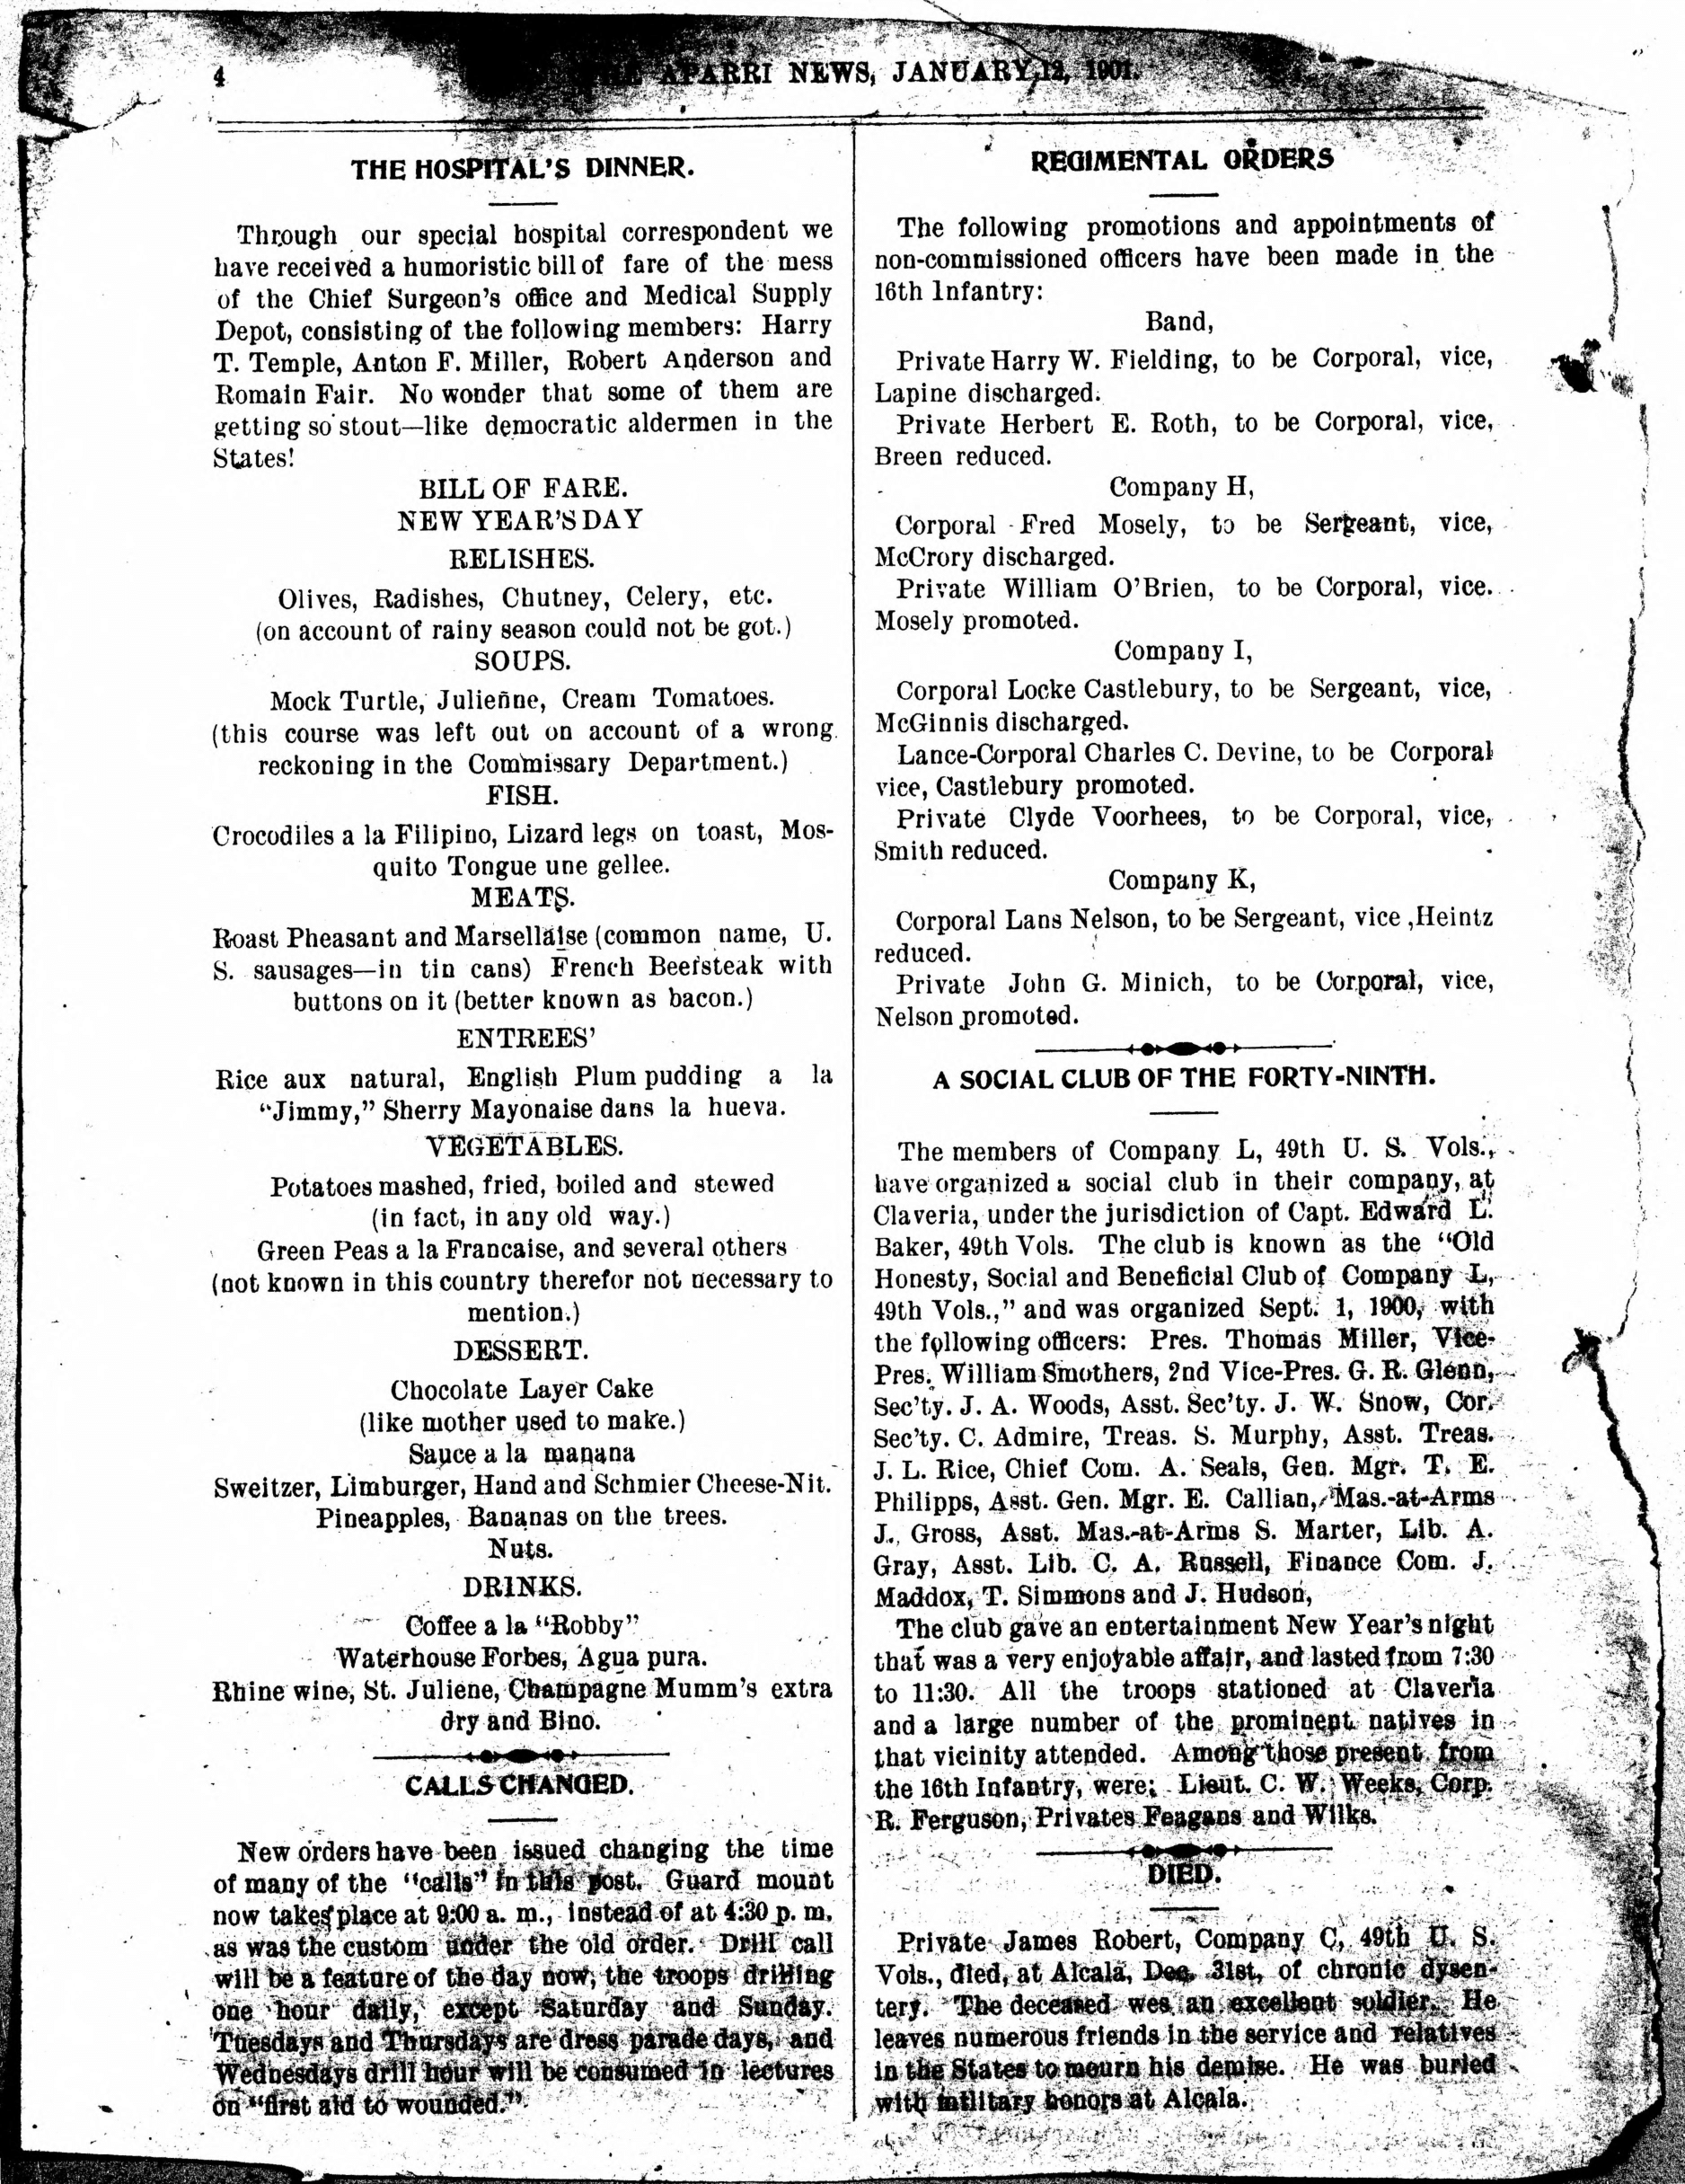 4
APARRI NEWS, JANUARY 12, 1901.
THE HOSPITAL'S DINNER.
Through our special hospital correspondent we
have received a humoristic bill of fare of the mess
of the Chief Surgeon's office and Medical Supply
Depot, consisting of the following members: Harry
T. Temple, Anton F. Miller, Robert Anderson and
Romain Fair. No wonder that some of them are
getting so stout—like democratic aldermen in the
States!
BILL OF FARE.
NEW YEAR'S DAY
RELISHES.
Olives, Radishes, Chutney, Celery, etc.
(on account of rainy season could not be got.)
SOUPS.
Mock Turtle, Julieñne, Cream Tomatoes.
(this course was left out on account of a wrong
reckoning in the Commissary Department.)
FISH.
Crocodiles a la Filipino, Lizard legs on toast, Mos-
quito Tongue une gellee.
MEATS.
Roast Pheasant and Marsellaise (common name, U.
S. sausages—in tin cans) French Beefsteak with
buttons on it (better known as bacon.)
ENTREES'
Rice aux natural, English Plum pudding a la
"Jimmy," Sherry Mayonaise dans la hueva.
VEGETABLES.
Potatoes mashed, fried, boiled and stewed
(in fact, in any old way.)
Green Peas a la Francaise, and several others
(not known in this country therefor not necessary to
mention.)
DESSERT.
Chocolate Layer Cake
(like mother used to make.)
Sauce a la manana
Sweitzer, Limburger, Hand and Schmier Cheese-Nit.
Pineapples, Bananas on the trees.
Nuts.
DRINKS.
Coffee a la "Robby"
Waterhouse Forbes, Agua pura.
Rhine wine, St. Juliene, Champagne Mumm's extra
dry and Bino.
CALLS CHANGED.
New orders have been issued changing the time
of many of the "calls" in this post. Guard mount
now takes place at 9:00 a. m., instead of at 4:30 p. m.
as was the custom under the old order. Drill call
will be a feature of the day now, the troops drilling
one hour daily, except Saturday and Sunday.
Tuesdays and Thursdays are dress parade days, and
Wednesdays drill hour will be consumed in lectures
on "first aid to wounded."
REGIMENTAL ORDERS
The following promotions and appointments of
non-commissioned officers have been made in the
16th Infantry:
Band,
Private Harry W. Fielding, to be Corporal, vice,
Lapine discharged.
Private Herbert E. Roth, to be Corporal, vice,
Breen reduced.
Company H,
Corporal Fred Mosely, to be Sergeant, vice,
McCrory discharged.
Private William O'Brien, to be Corporal, vice.
Mosely promoted.
Company I,
Corporal Locke Castlebury, to be Sergeant, vice,
McGinnis discharged.
Lance-Corporal Charles C. Devine, to be Corporal
vice, Castlebury promoted.
Private Clyde Voorhees, to be Corporal, vice,
Smith reduced.
Company K,
Corporal Lans Nelson, to be Sergeant, vice ,Heintz
reduced.
Private John G. Minich, to be Corporal, vice,
Nelson promoted.
A SOCIAL CLUB OF THE FORTY-NINTH.
The members of Company L, 49th U. S. Vols.,
have organized a social club in their company, at
Claveria, under the jurisdiction of Capt. Edward L.
Baker, 49th Vols. The club is known as the "Old
Honesty, Social and Beneficial Club of Company L,
49th Vols.," and was organized Sept. 1, 1900, with
the following officers: Pres. Thomas Miller, Vice-
Pres. William Smothers, 2nd Vice-Pres. G. R. Glenn,
Sec'ty. J. A. Woods, Asst. Sec'ty. J. W. Snow, Cor.
Sec'ty. C. Admire, Treas. S. Murphy, Asst. Treas.
J. L. Rice, Chief Com. A. Seals, Gen. Mgr. T. E.
Philipps, Asst. Gen. Mgr. E. Callian, Mas.-at-Arms
J. Gross, Asst. Mas.-at-Arms S. Marter, Lib. A.
Gray, Asst. Lib. C. A. Russell, Finance Com. J.
Maddox, T. Simmons and J. Hudson,
The club gave an entertainment New Year's night
that was a very enjoyable affair, and lasted from 7:30
to 11:30. All the troops stationed at Claveria
and a large number of the prominent natives in
that vicinity attended. Among those present from
the 16th Infantry, were: Lieut. C. W. Weeks, Corp.
R. Ferguson, Privates Feagans and Wilks.
DIED.
Private James Robert, Company C, 49th U. S.
Vols., died, at Alcala, Dec. 31st, of chronic dysen-
tery. The deceased wes an excellent soldier. He
leaves numerous friends in the service and relatives
in the States to mourn his demise. He was buried
with military honors at Alcala.